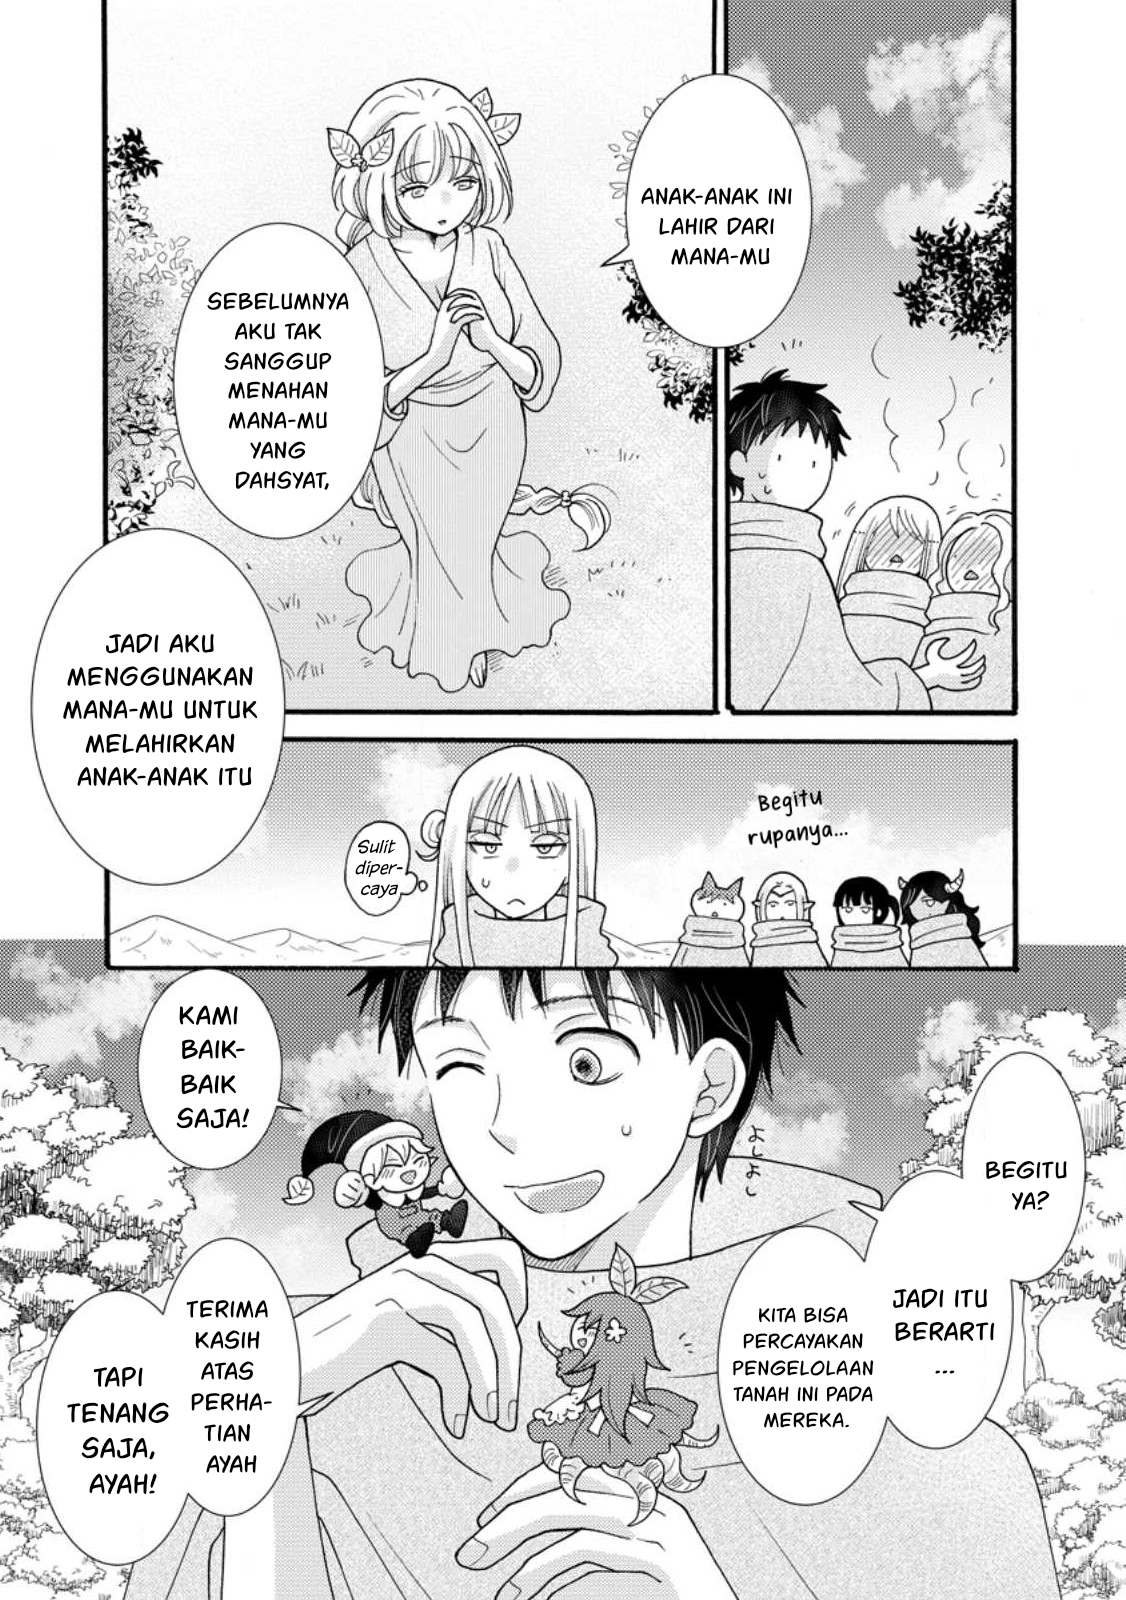 ANAK-ANAK INI
LAHIR DARI
MANA-MU
SEBELUMNYA
AKU TAK
SANGGUP
MENAHAN
MANA-MU
YANG
DAHSYAT,
JADI AKU
MENGGUNAKAN
MANA-MU UNTUK
MELAHIRKAN
ANAK-ANAK ITU
Begitu
rupanya...
Sulit
diper-
caya
BEGITU
YA?
JADI ITU
BERARTI
...
KITA BISA
PERCAYAKAN
PENGELOLAAN
TANAH INI PADA
MEREKA.
よしよし
KAMI
BAIK-
BAIK
SAJA!
TERIMA
KASIH
ATAS
PERHA-
TIAN
AYAH
TAPI
TENANG
SAJA,
AYAH!